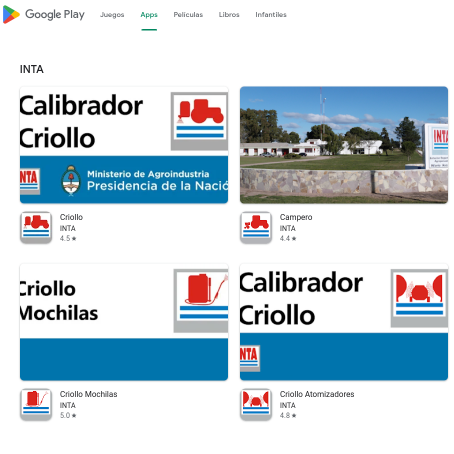 Google Play Juegos Apps Películas Libros Infantiles
INTA
Calibrador
Criollo
INTA
Ministerio de Agroindustria
Presidencia de la Nació
INTA
Criollo
INTA
4.5 ★
Campero
INTA
4.4 ★
Criollo
Mochilas
Calibrador
Criollo
INTA
Criollo Mochilas
INTA
5.0 ★
Criollo Atomizadores
INTA
4.8 ★